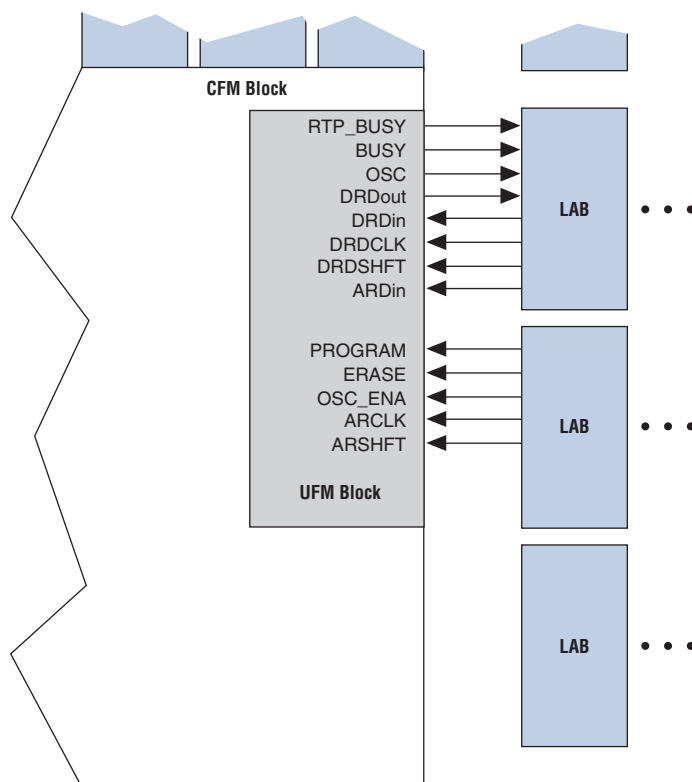 CFM Block
RTP_BUSY
BUSY
OSC
DRDout
DRDin
DRDCLK
DRDSHFT
ARDin
LAB
PROGRAM
ERASE
OSC_ENA
ARCLK
ARSHFT
LAB
UFM Block
LAB